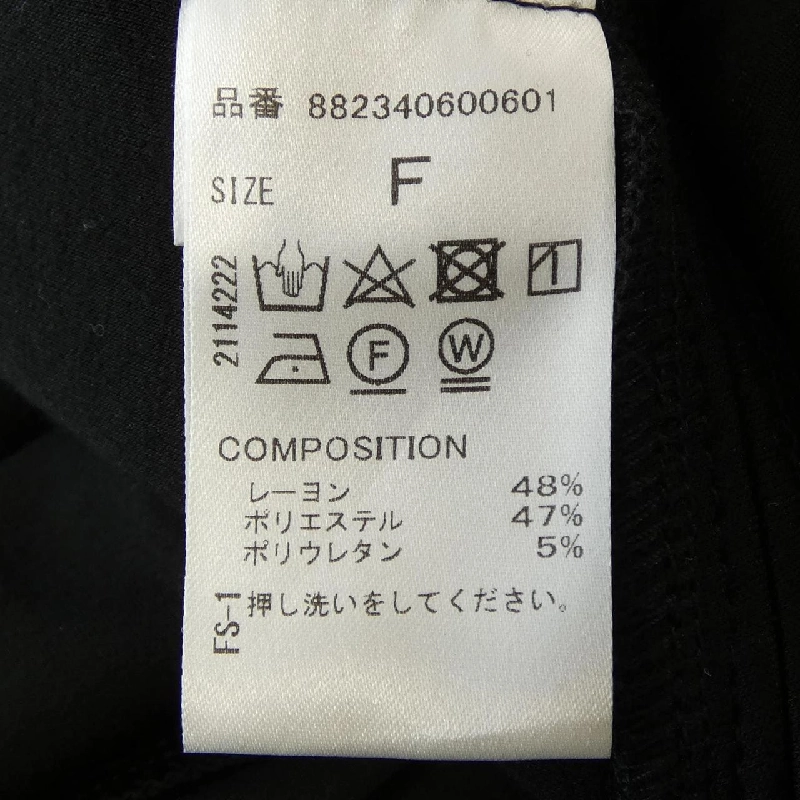 品番 882340600601
SIZE F
2114222
F W
COMPOSITION
レーヨン 48%
ポリエステル 47%
ポリウレタン 5%
FS-1
押し洗いをしてください。